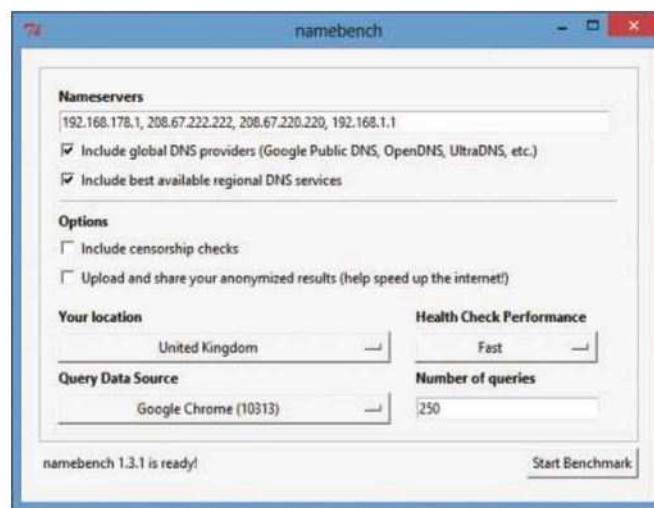 namebench
Nameservers
192.168.178.1, 208.67.222.222, 208.67.220.220, 192.168.1.1
Include global DNS providers (Google Public DNS, OpenDNS, UltraDNS, etc.)
Include best available regional DNS services
Options
Include censorship checks
Upload and share your anonymized results (help speed up the internet!)
Your location
Health Check Performance
United Kingdom
Fast
Query Data Source
Number of queries
Google Chrome (10313)
250
namebench 1.3.1 is ready!
Start Benchmark